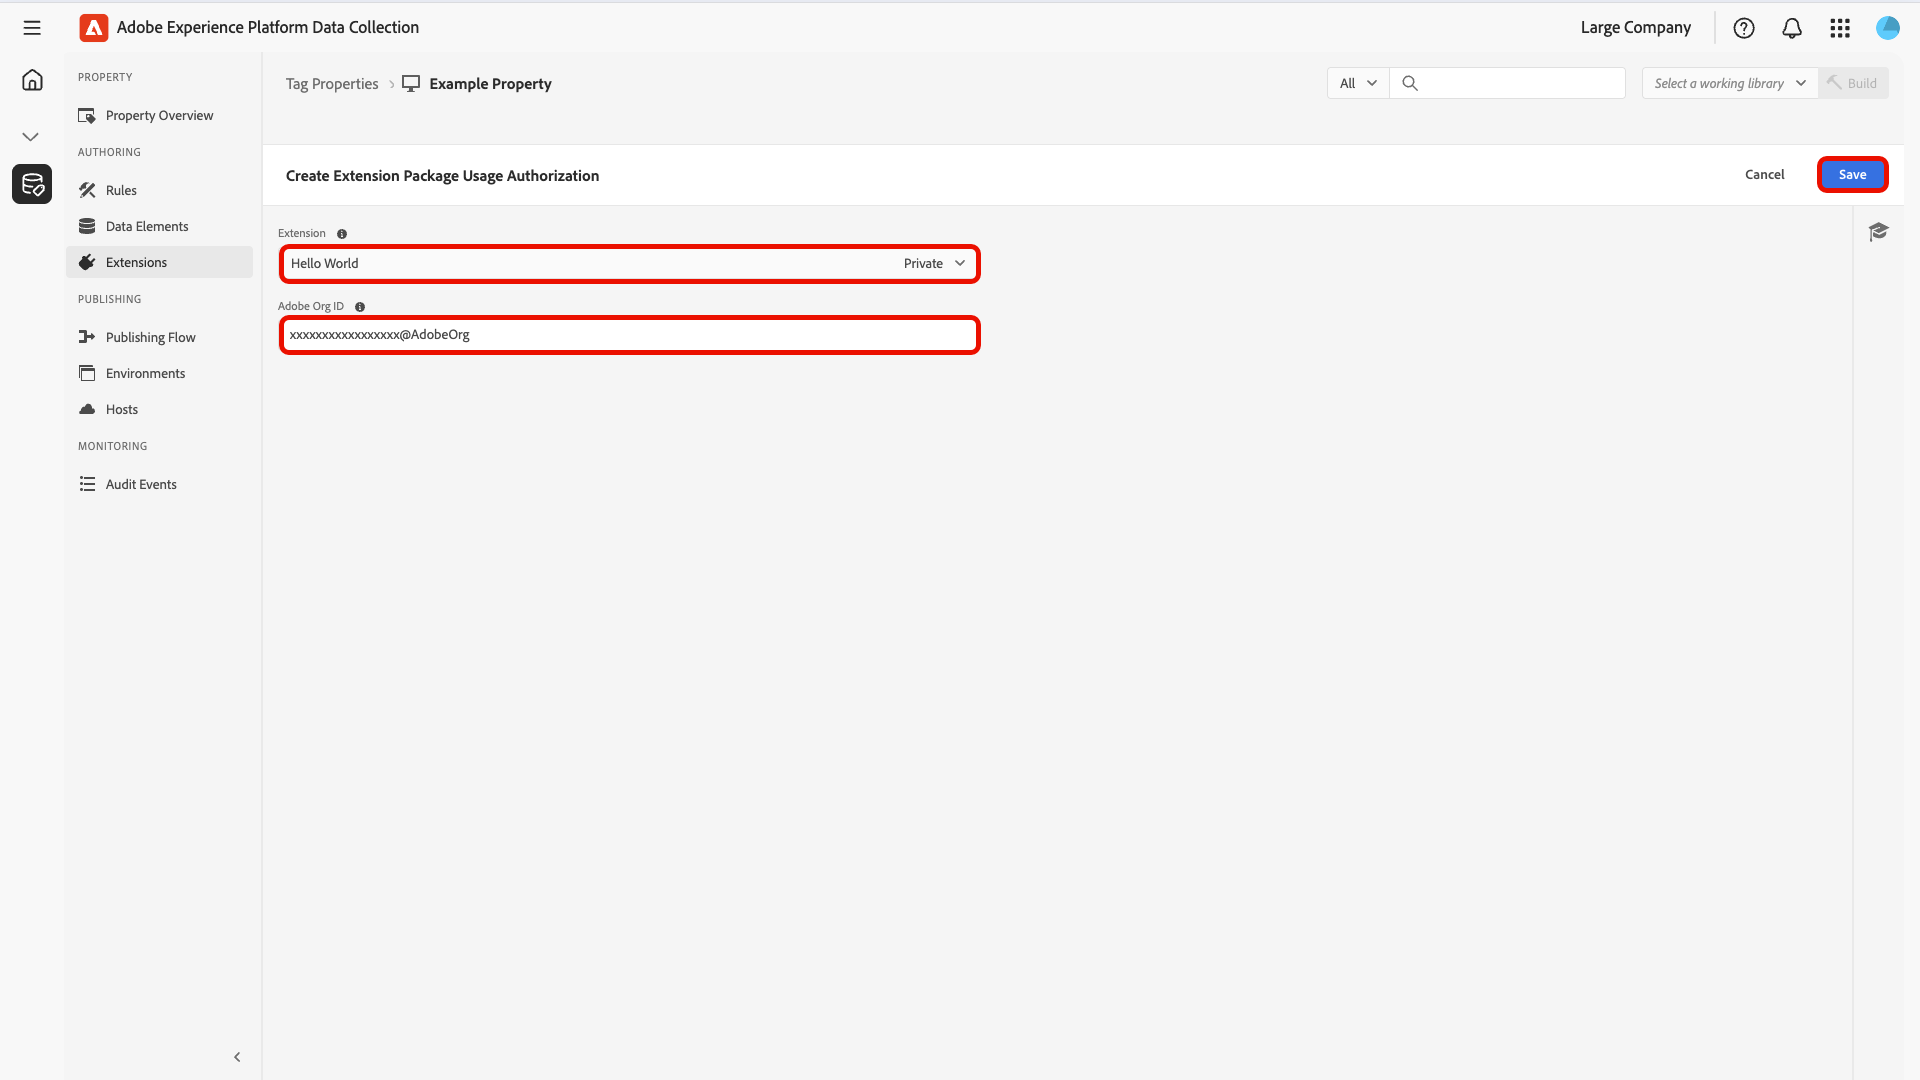 Adobe Experience Platform Data Collection
Large Company
PROPERTY
Property Overview
AUTHORING
Rules
Data Elements
Extensions
PUBLISHING
Publishing Flow
Environments
Hosts
MONITORING
Audit Events
Tag Properties > Example Property
All
Select a working library
Build
Create Extension Package Usage Authorization
Cancel
Save
Extension
Hello World Private
Adobe Org ID
xxxxxxxxxxxxxxxxx@AdobeOrg